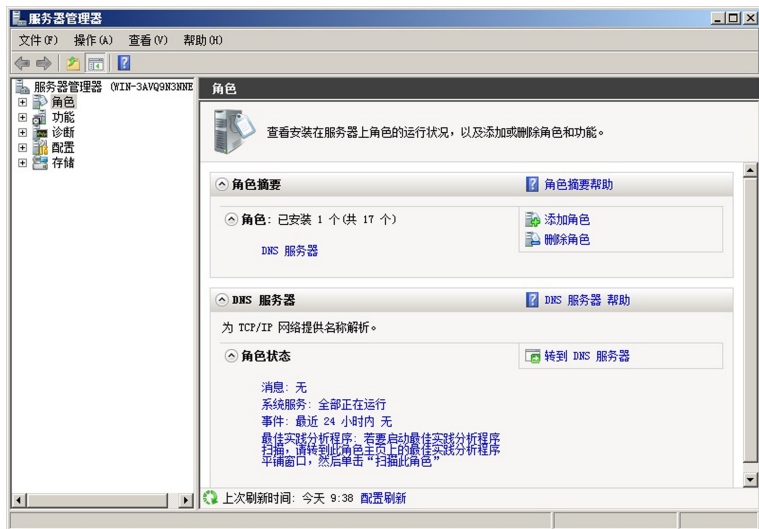 服务器管理器
文件(F) 操作(A) 查看(V) 帮助(H)
服务器管理器 (WIN-3AVQ9N3NNE
角色
功能
诊断
配置
存储
角色
查看安装在服务器上角色的运行状况，以及添加或删除角色和功能。
角色摘要
角色摘要帮助
角色: 已安装 1 个(共 17 个)
添加角色
删除角色
DNS 服务器
DNS 服务器
DNS 服务器 帮助
为 TCP/IP 网络提供名称解析。
角色状态
转到 DNS 服务器
消息: 无
系统服务: 全部正在运行
事件: 最近 24 小时内 无
最佳实践分析程序: 若要启动最佳实践分析程序
扫描，请转到此角色主页上的最佳实践分析程序
平铺窗口，然后单击“扫描此角色”
上次刷新时间: 今天 9:38 配置刷新